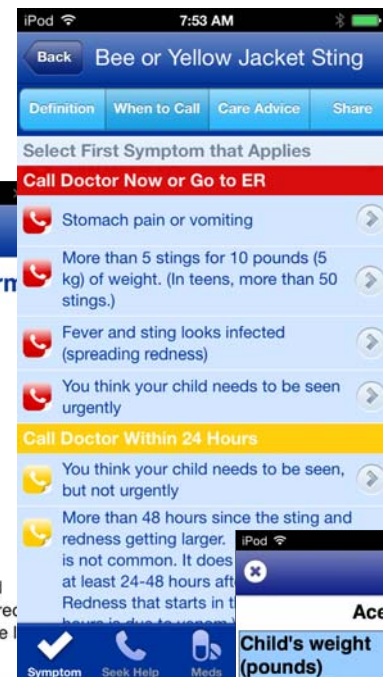 iPod 7:53 AM
Back Bee or Yellow Jacket Sting
Definition When to Call Care Advice Share
Select First Symptom that Applies
Call Doctor Now or Go to ER
Stomach pain or vomiting
More than 5 stings for 10 pounds (5
kg) of weight. (In teens, more than 50
stings.)
Fever and sting looks infected
(spreading redness)
You think your child needs to be seen
urgently
Call Doctor Within 24 Hours
You think your child needs to be seen,
but not urgently
More than 48 hours since the sting and
redness getting larger.
is not common. It does
at least 24-48 hours
Redness that starts in
hours is due to venom.)
Symptom Seek Help Meds
iPod
Child's weight
(pounds)